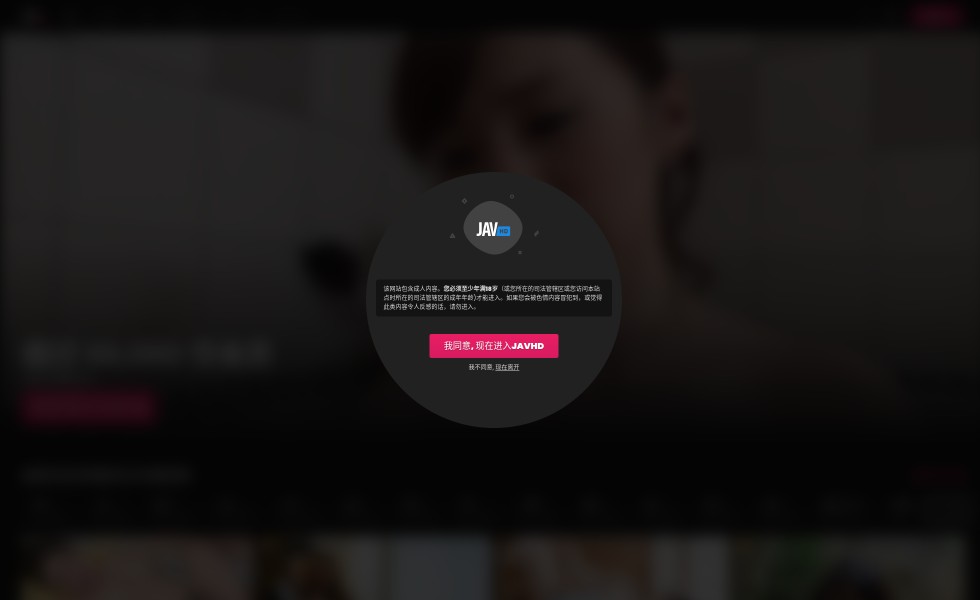 JAV HD
该网站包含成人内容。您必须至少年满18岁（或您所在的司法管辖区或您访问本站
点时所在的司法管辖区的成年年龄)才能进入。如果您会被色情内容冒犯到，或觉得
此类内容令人反感的话，请勿进入。
我同意, 现在进入JAVHD
我不同意, 现在离开